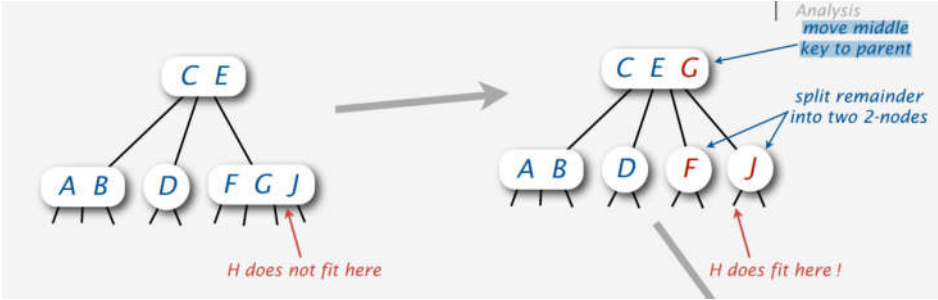 Analysis
move middle
key to parent
C E
C E G
split remainder
into two 2-nodes
A B
D
F G J
A B
D
F
J
H does not fit here
H does fit here !